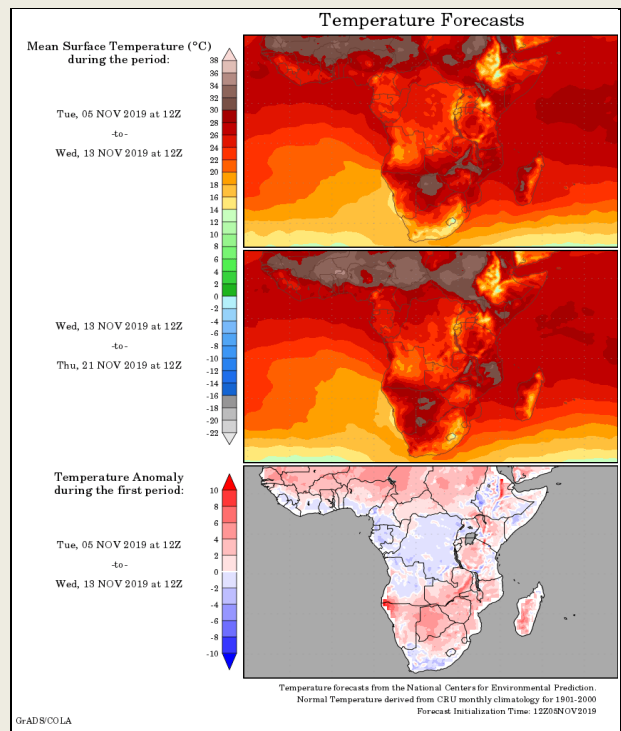 Temperature Forecasts
Mean Surface Temperature (°C)
during the period:
38
36
34
32
30
28
26
24
22
20
18
16
14
12
10
8
6
4
2
0
-2
-4
-6
-8
-10
-12
-14
-16
-18
-20
-22
Tue, 05 NOV 2019 at 12Z
-to-
Wed, 13 NOV 2019 at 12Z
Wed, 13 NOV 2019 at 12Z
-to-
Thu, 21 NOV 2019 at 12Z
Temperature Anomaly
during the first period:
10
8
6
4
2
0
-2
-4
-6
-8
-10
Tue, 05 NOV 2019 at 12Z
-to-
Wed, 13 NOV 2019 at 12Z
Temperature forecasts from the National Centers for Environmental Prediction.
Normal Temperature derived from CRU monthly climatology for 1901-2000
Forecast Initialization Time: 12Z05NOV2019
GrADS/COLA